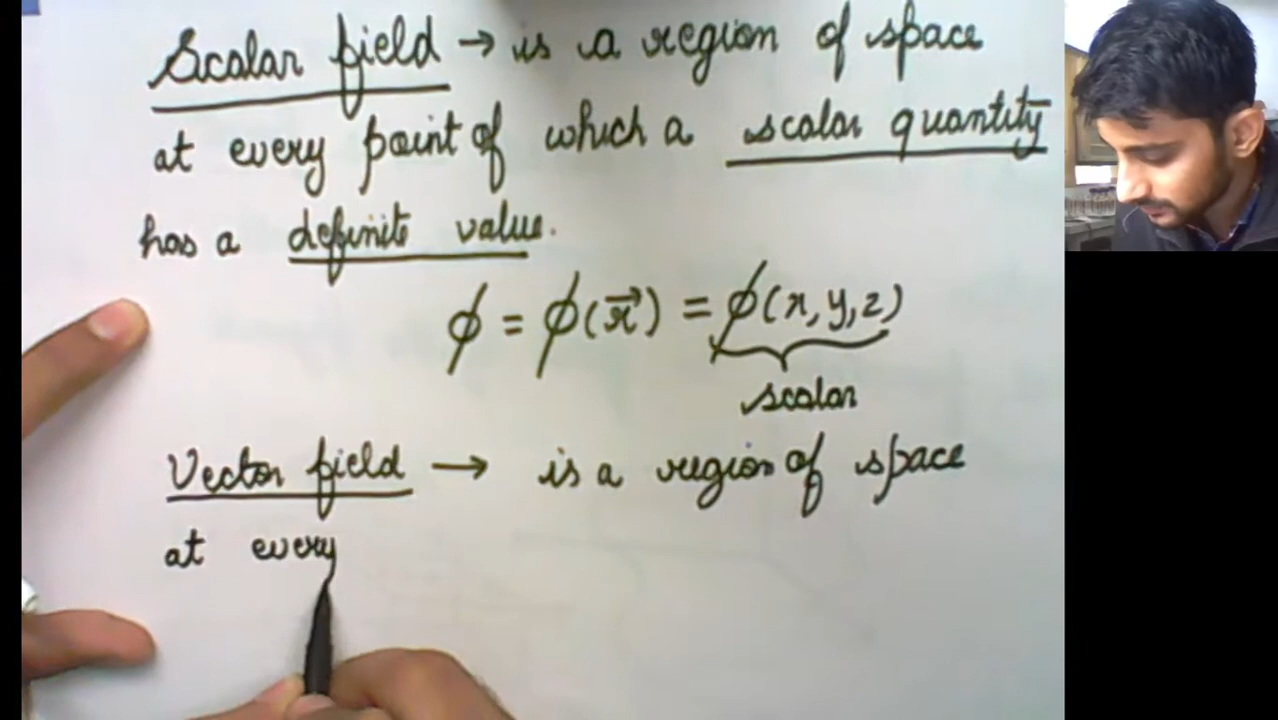 Scalar field → is a region of space
at every point of which a scalar quantity
has a definite value.
ϕ = ϕ(r⃗) = ϕ(x, y, z)
scalar
Vector field → is a region of space
at every